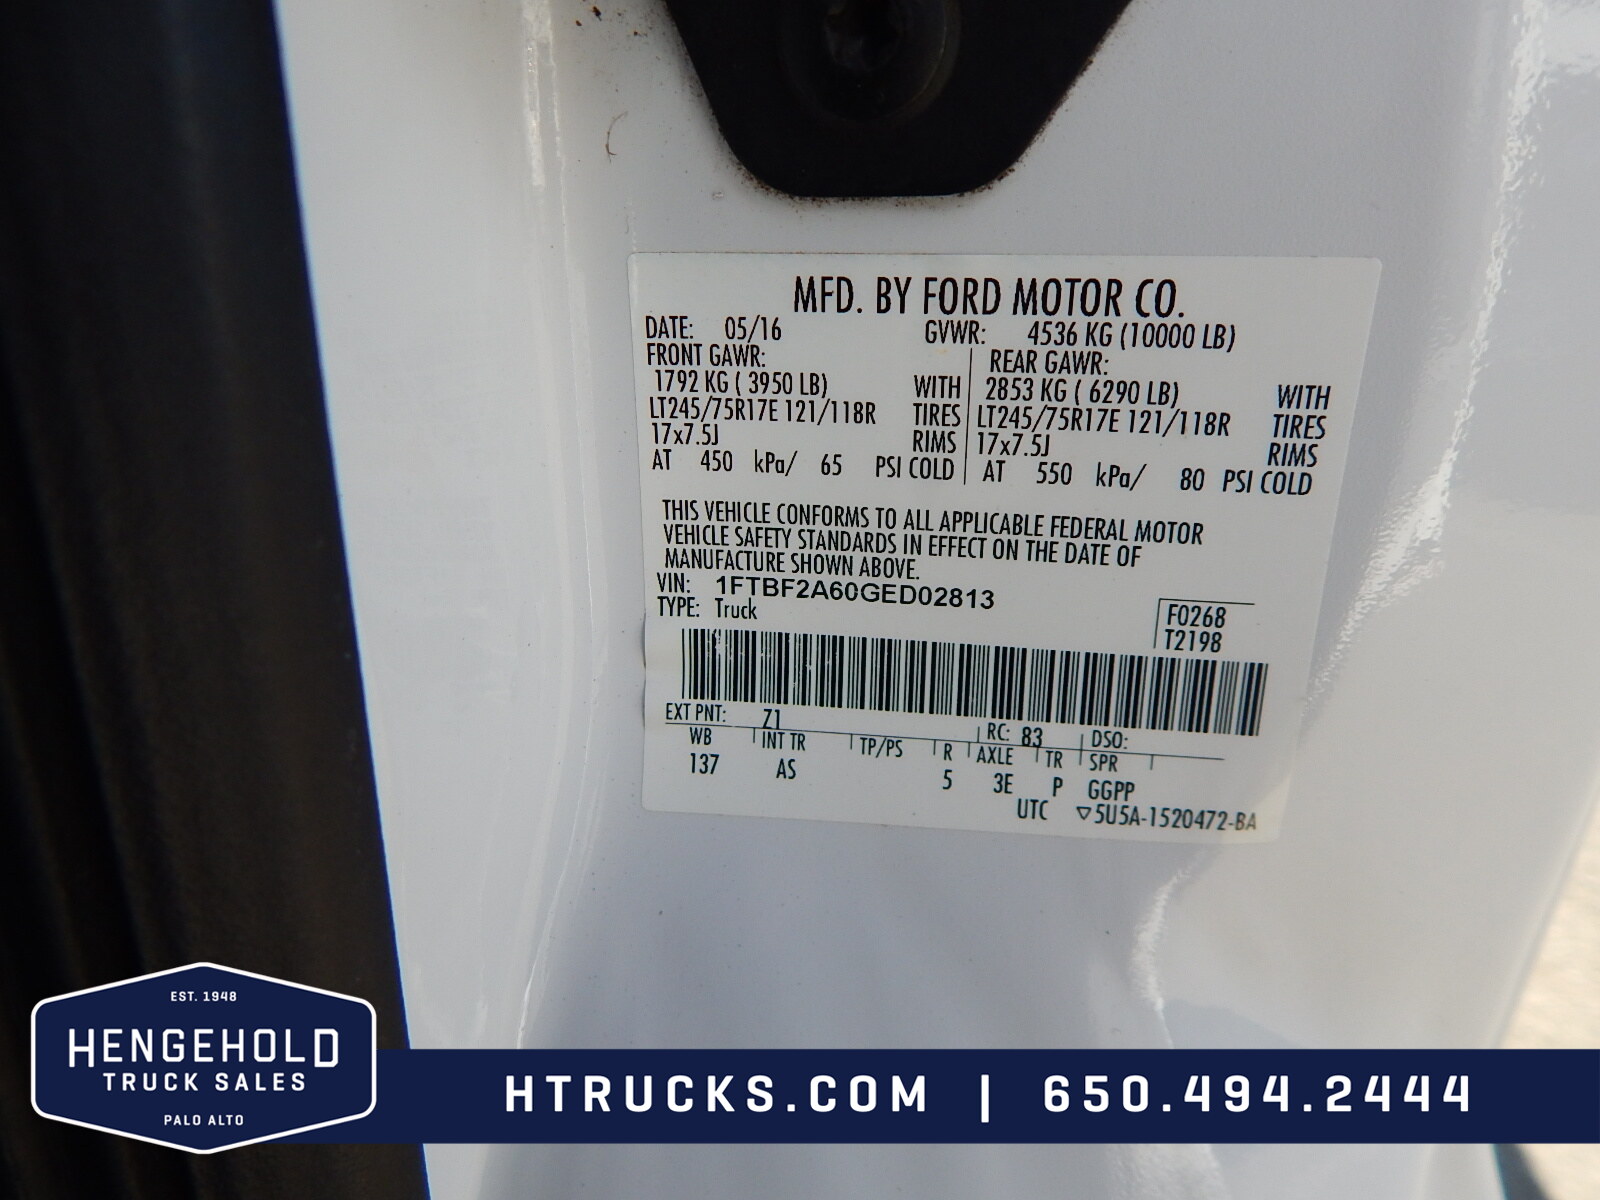 MFD. BY FORD MOTOR CO.
DATE: 05/16 GVWR: 4536 KG (10000 LB)
FRONT GAWR: REAR GAWR:
1792 KG ( 3950 LB) WITH 2853 KG ( 6290 LB) WITH
LT245/75R17E 121/118R TIRES LT245/75R17E 121/118R TIRES
17x7.5J RIMS 17x7.5J RIMS
AT 450 kPa/ 65 PSI COLD AT 550 kPa/ 80 PSI COLD
THIS VEHICLE CONFORMS TO ALL APPLICABLE FEDERAL MOTOR
VEHICLE SAFETY STANDARDS IN EFFECT ON THE DATE OF
MANUFACTURE SHOWN ABOVE.
VIN: 1FTBF2A60GED02813
TYPE: Truck
F0268
T2198
EXT PNT: Z1 RC: 83 DSO:
WB INT TR TP/PS R AXLE TR SPR
137 AS 5 3E P GGPP
UTC ▽5U5A-1520472-BA
EST. 1948
HENGEHOLD
TRUCK SALES
PALO ALTO
HTRUCKS.COM | 650.494.2444